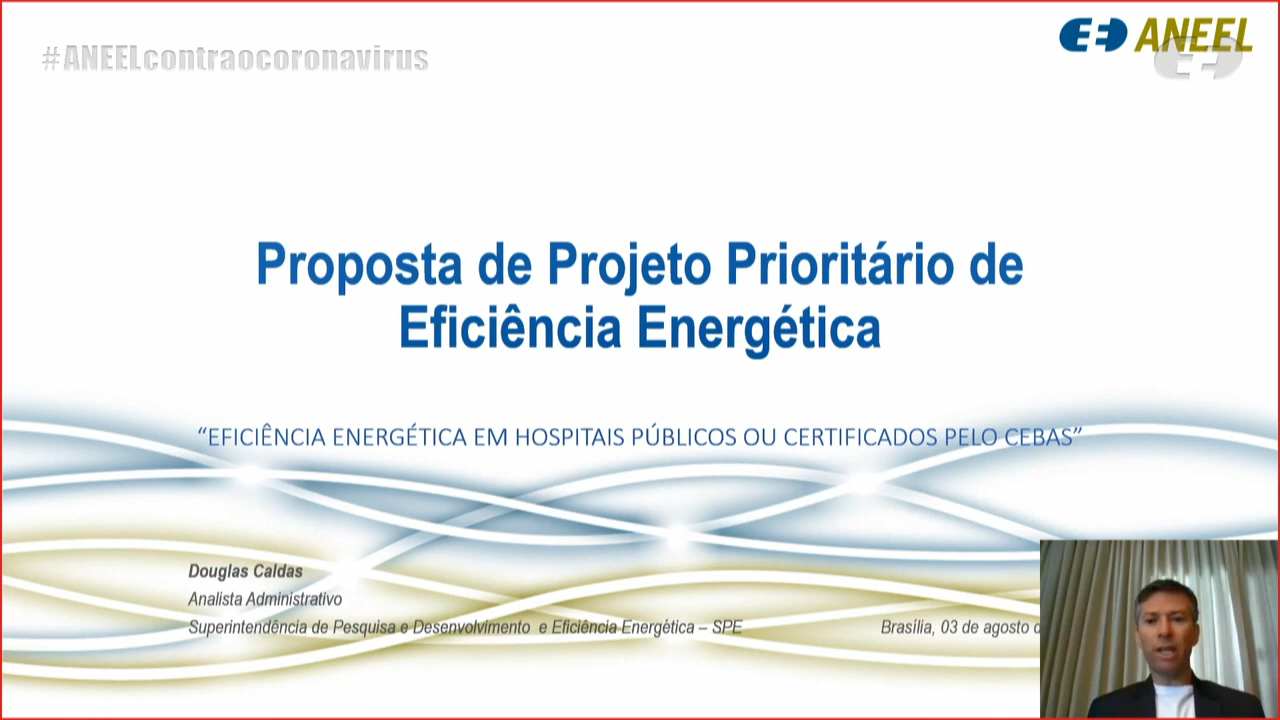 #ANEELcontraocoronavirus
ANEEL
Proposta de Projeto Prioritário de
Eficiência Energética
“EFICIÊNCIA ENERGÉTICA EM HOSPITAIS PÚBLICOS OU CERTIFICADOS PELO CEBAS”
Douglas Caldas
Analista Administrativo
Superintendência de Pesquisa e Desenvolvimento e Eficiência Energética – SPE
Brasília, 03 de agosto